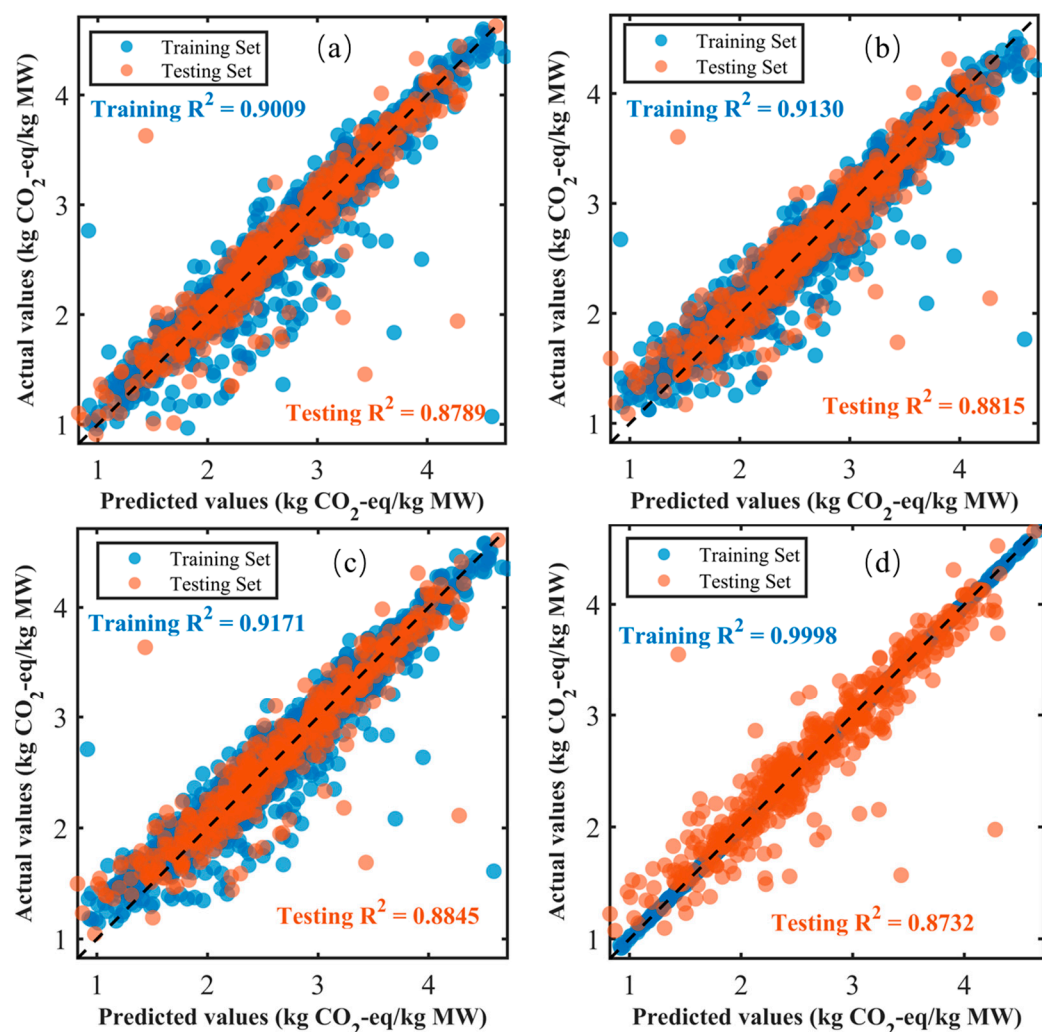 Training Set
Testing Set
(a)
Training R² = 0.9009
Testing R² = 0.8789
4
3
2
1
1 2 3 4
Actual values (kg CO₂-eq/kg MW)
Predicted values (kg CO₂-eq/kg MW)
Training Set
Testing Set
(b)
Training R² = 0.9130
Testing R² = 0.8815
4
3
2
1
1 2 3 4
Actual values (kg CO₂-eq/kg MW)
Predicted values (kg CO₂-eq/kg MW)
Training Set
Testing Set
(c)
Training R² = 0.9171
Testing R² = 0.8845
4
3
2
1
1 2 3 4
Actual values (kg CO₂-eq/kg MW)
Predicted values (kg CO₂-eq/kg MW)
Training Set
Testing Set
(d)
Training R² = 0.9998
Testing R² = 0.8732
4
3
2
1
1 2 3 4
Actual values (kg CO₂-eq/kg MW)
Predicted values (kg CO₂-eq/kg MW)